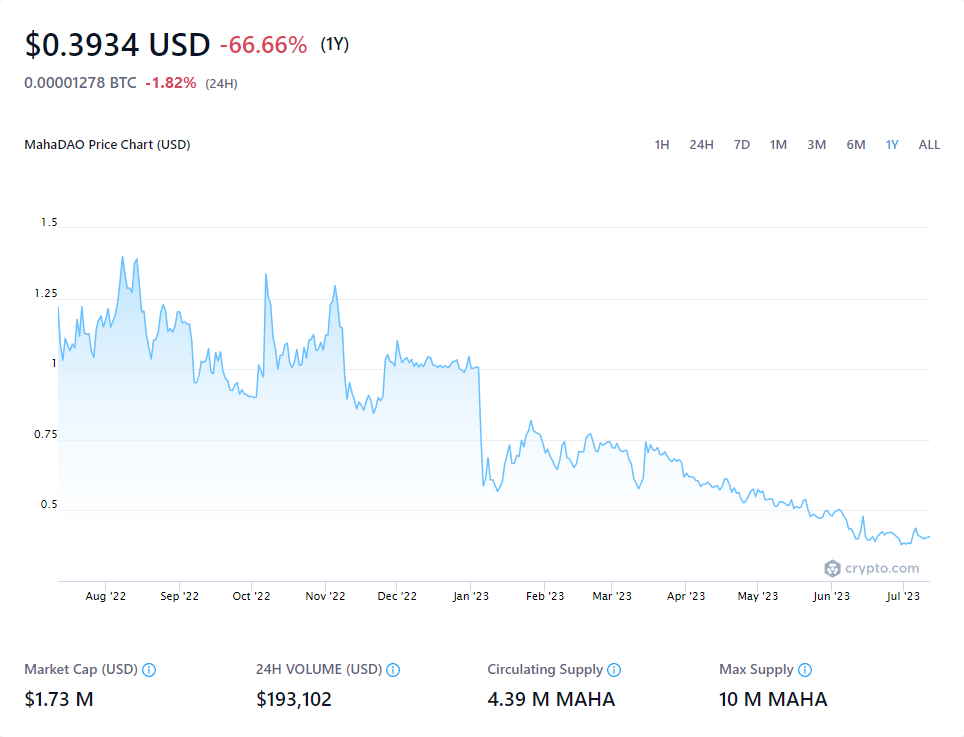 $0.3934 USD -66.66% (1Y)
0.00001278 BTC -1.82% (24H)
MahaDAO Price Chart (USD) 1H 24H 7D 1M 3M 6M 1Y ALL
1.5
1.25
1
0.75
0.5
crypto.com
Aug '22 Sep '22 Oct '22 Nov '22 Dec '22 Jan '23 Feb '23 Mar '23 Apr '23 May '23 Jun '23 Jul '23
Market Cap (USD) 24H VOLUME (USD) Circulating Supply Max Supply
$1.73 M $193,102 4.39 M MAHA 10 M MAHA